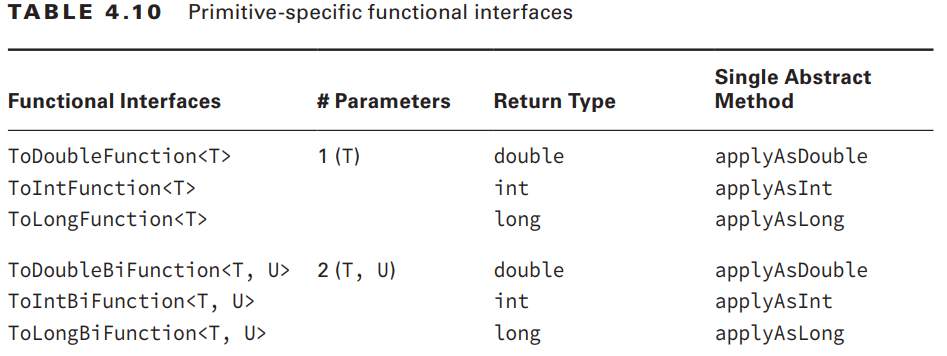 TABLE 4.10 Primitive-specific functional interfaces
Functional Interfaces # Parameters Return Type Single Abstract Method
ToDoubleFunction<T> 1 (T) double applyAsDouble
ToIntFunction<T> int applyAsInt
ToLongFunction<T> long applyAsLong
ToDoubleBiFunction<T, U> 2 (T, U) double applyAsDouble
ToIntBiFunction<T, U> int applyAsInt
ToLongBiFunction<T, U> long applyAsLong